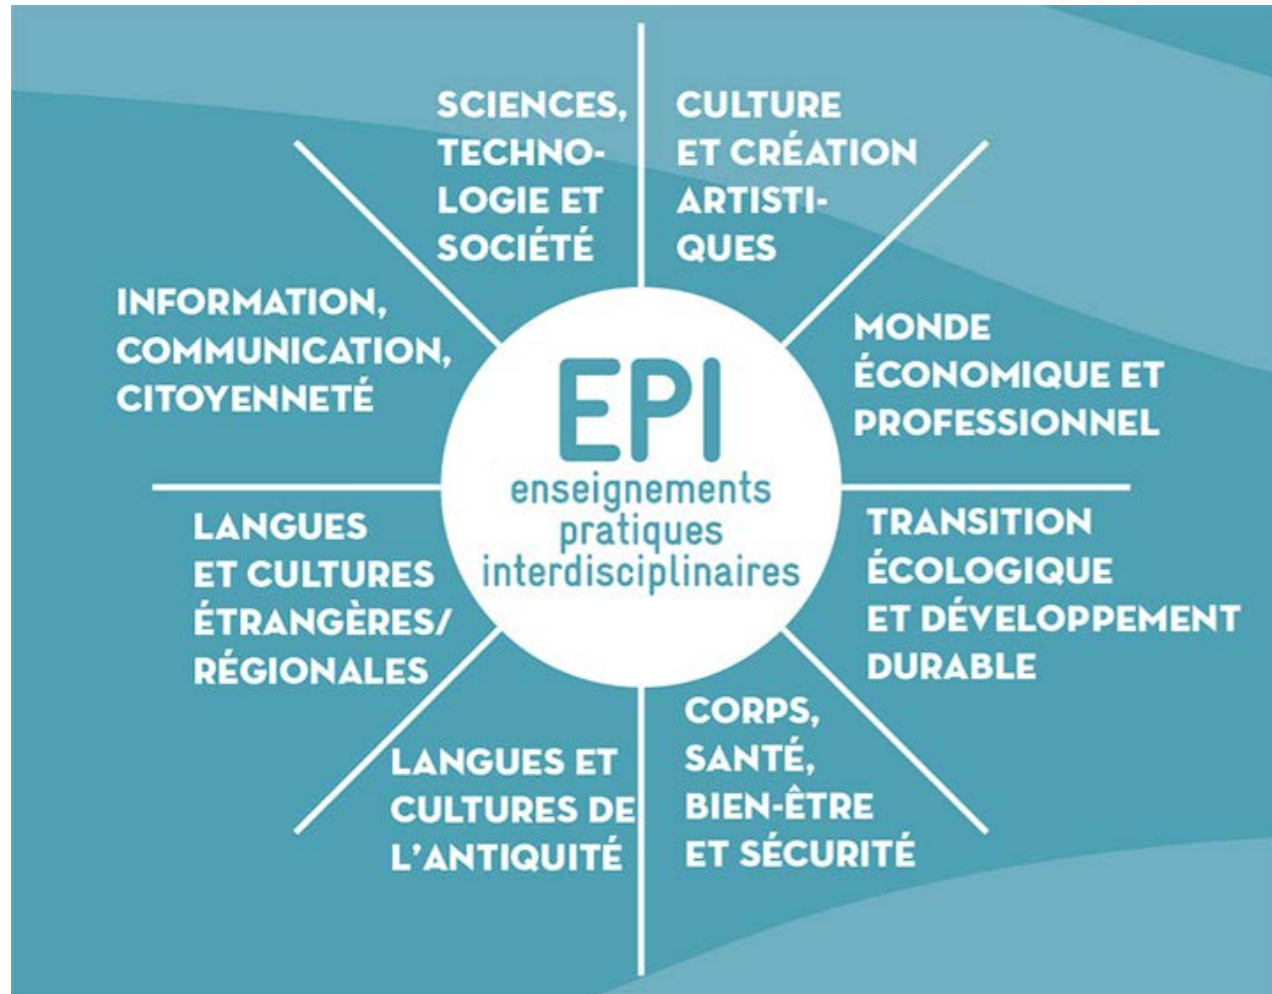 SCIENCES,
TECHNO-
LOGIE ET
SOCIÉTÉ
CULTURE
ET CRÉATION
ARTISTI-
QUES
INFORMATION,
COMMUNICATION,
CITOYENNETÉ
MONDE
ÉCONOMIQUE ET
PROFESSIONNEL
EPI
enseignements
pratiques
interdisciplinaires
LANGUES
ET CULTURES
ÉTRANGÈRES/
RÉGIONALES
TRANSITION
ÉCOLOGIQUE
ET DÉVELOPPEMENT
DURABLE
LANGUES ET
CULTURES DE
L'ANTIQUITÉ
CORPS,
SANTÉ,
BIEN-ÊTRE
ET SÉCURITÉ